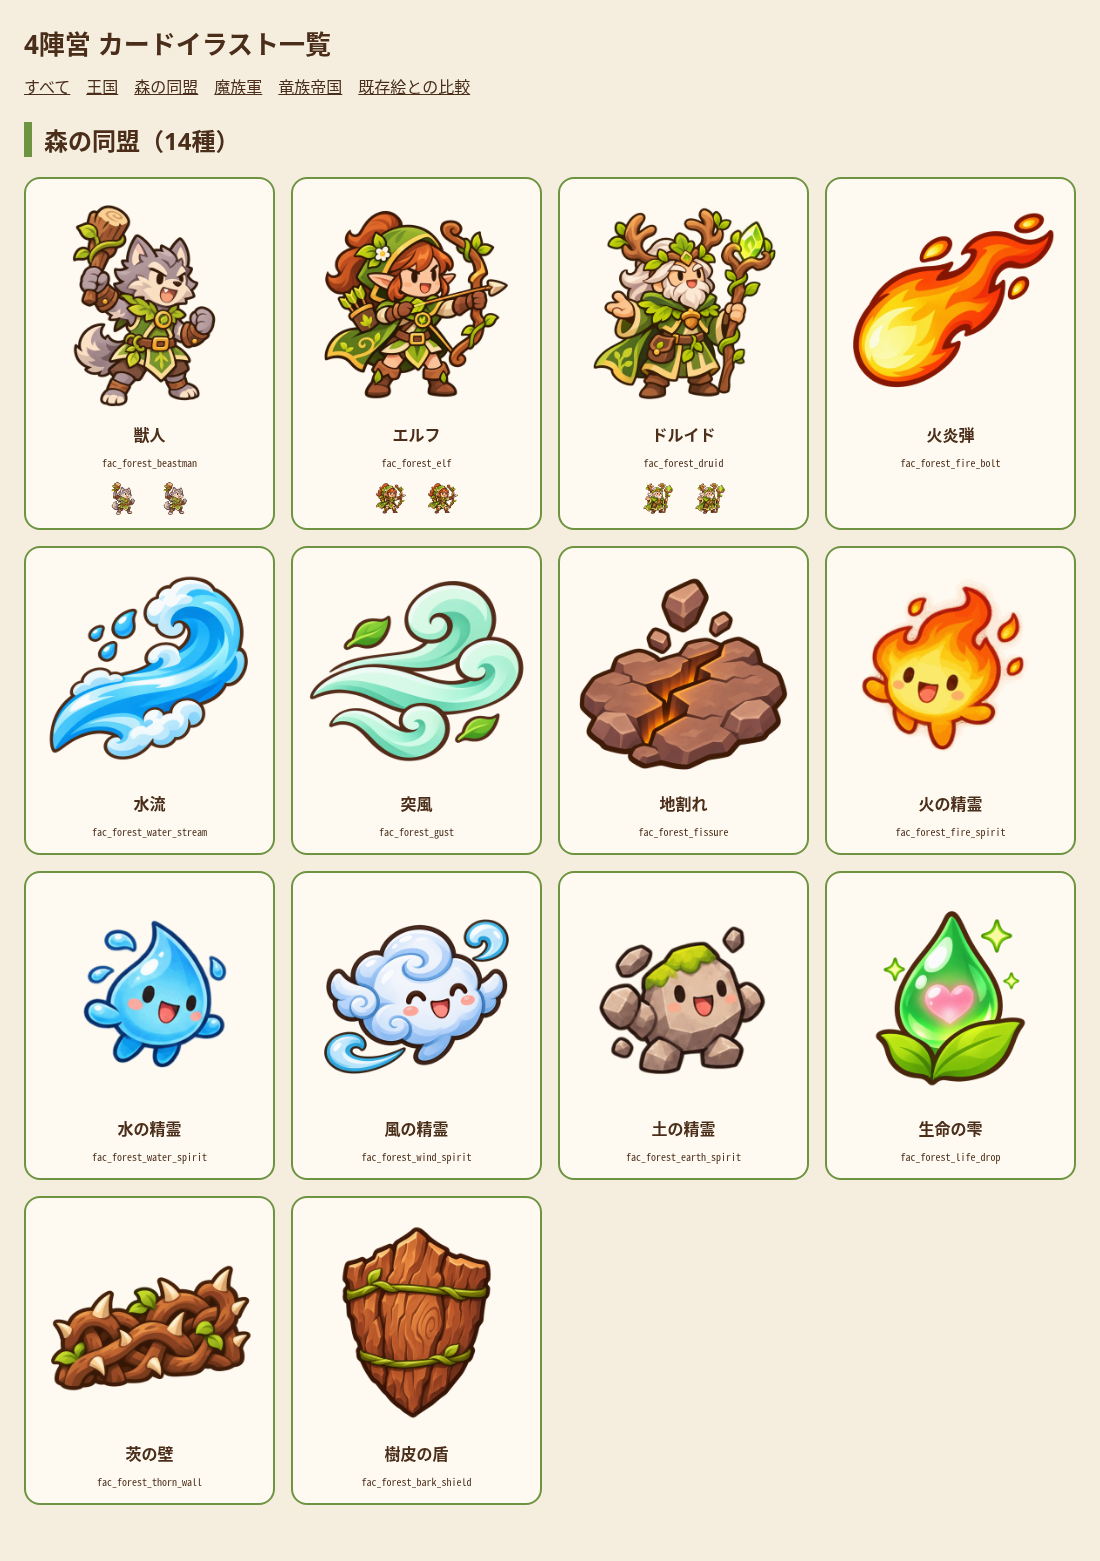 4陣営 カードイラスト一覧
すべて 王国 森の同盟 魔族軍 竜族帝国 既存絵との比較
森の同盟（14種）
獣人 エルフ ドルイド 火炎弾
fac_forest_beastman fac_forest_elf fac_forest_druid fac_forest_fire_bolt
水流 突風 地割れ 火の精霊
fac_forest_water_stream fac_forest_gust fac_forest_fissure fac_forest_fire_spirit
水の精霊 風の精霊 土の精霊 生命の雫
fac_forest_water_spirit fac_forest_wind_spirit fac_forest_earth_spirit fac_forest_life_drop
茨の壁 樹皮の盾
fac_forest_thorn_wall fac_forest_bark_shield